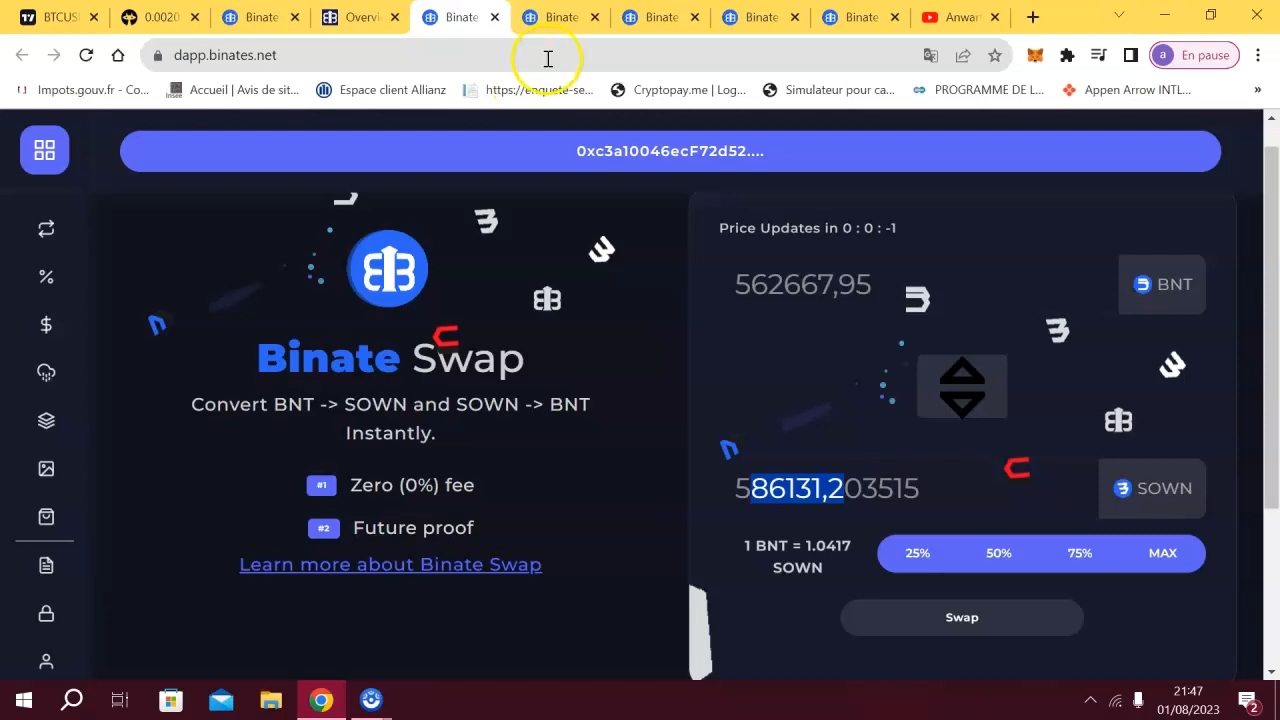 BTCUS
0.0020
Binate
Overvi
Binate
Binate
Binate
Binate
Binate
Anwar
dapp.binates.net
a En pause
Impots.gouv.fr - Co...
Insee Accueil | Avis de sit...
Espace client Allianz
https://enquete-se...
Cryptopay.me | Log...
Simulateur pour ca...
PROGRAMME DE L...
Appen Arrow INTL...
»
0xc3a10046ecF72d52....
Binate Swap
Convert BNT -> SOWN and SOWN -> BNT
Instantly.
#1 Zero (0%) fee
#2 Future proof
Learn more about Binate Swap
Price Updates in 0 : 0 : -1
562667,95 BNT
586131,203515 SOWN
1 BNT = 1.0417
SOWN
25% 50% 75% MAX
Swap
21:47
01/08/2023
2